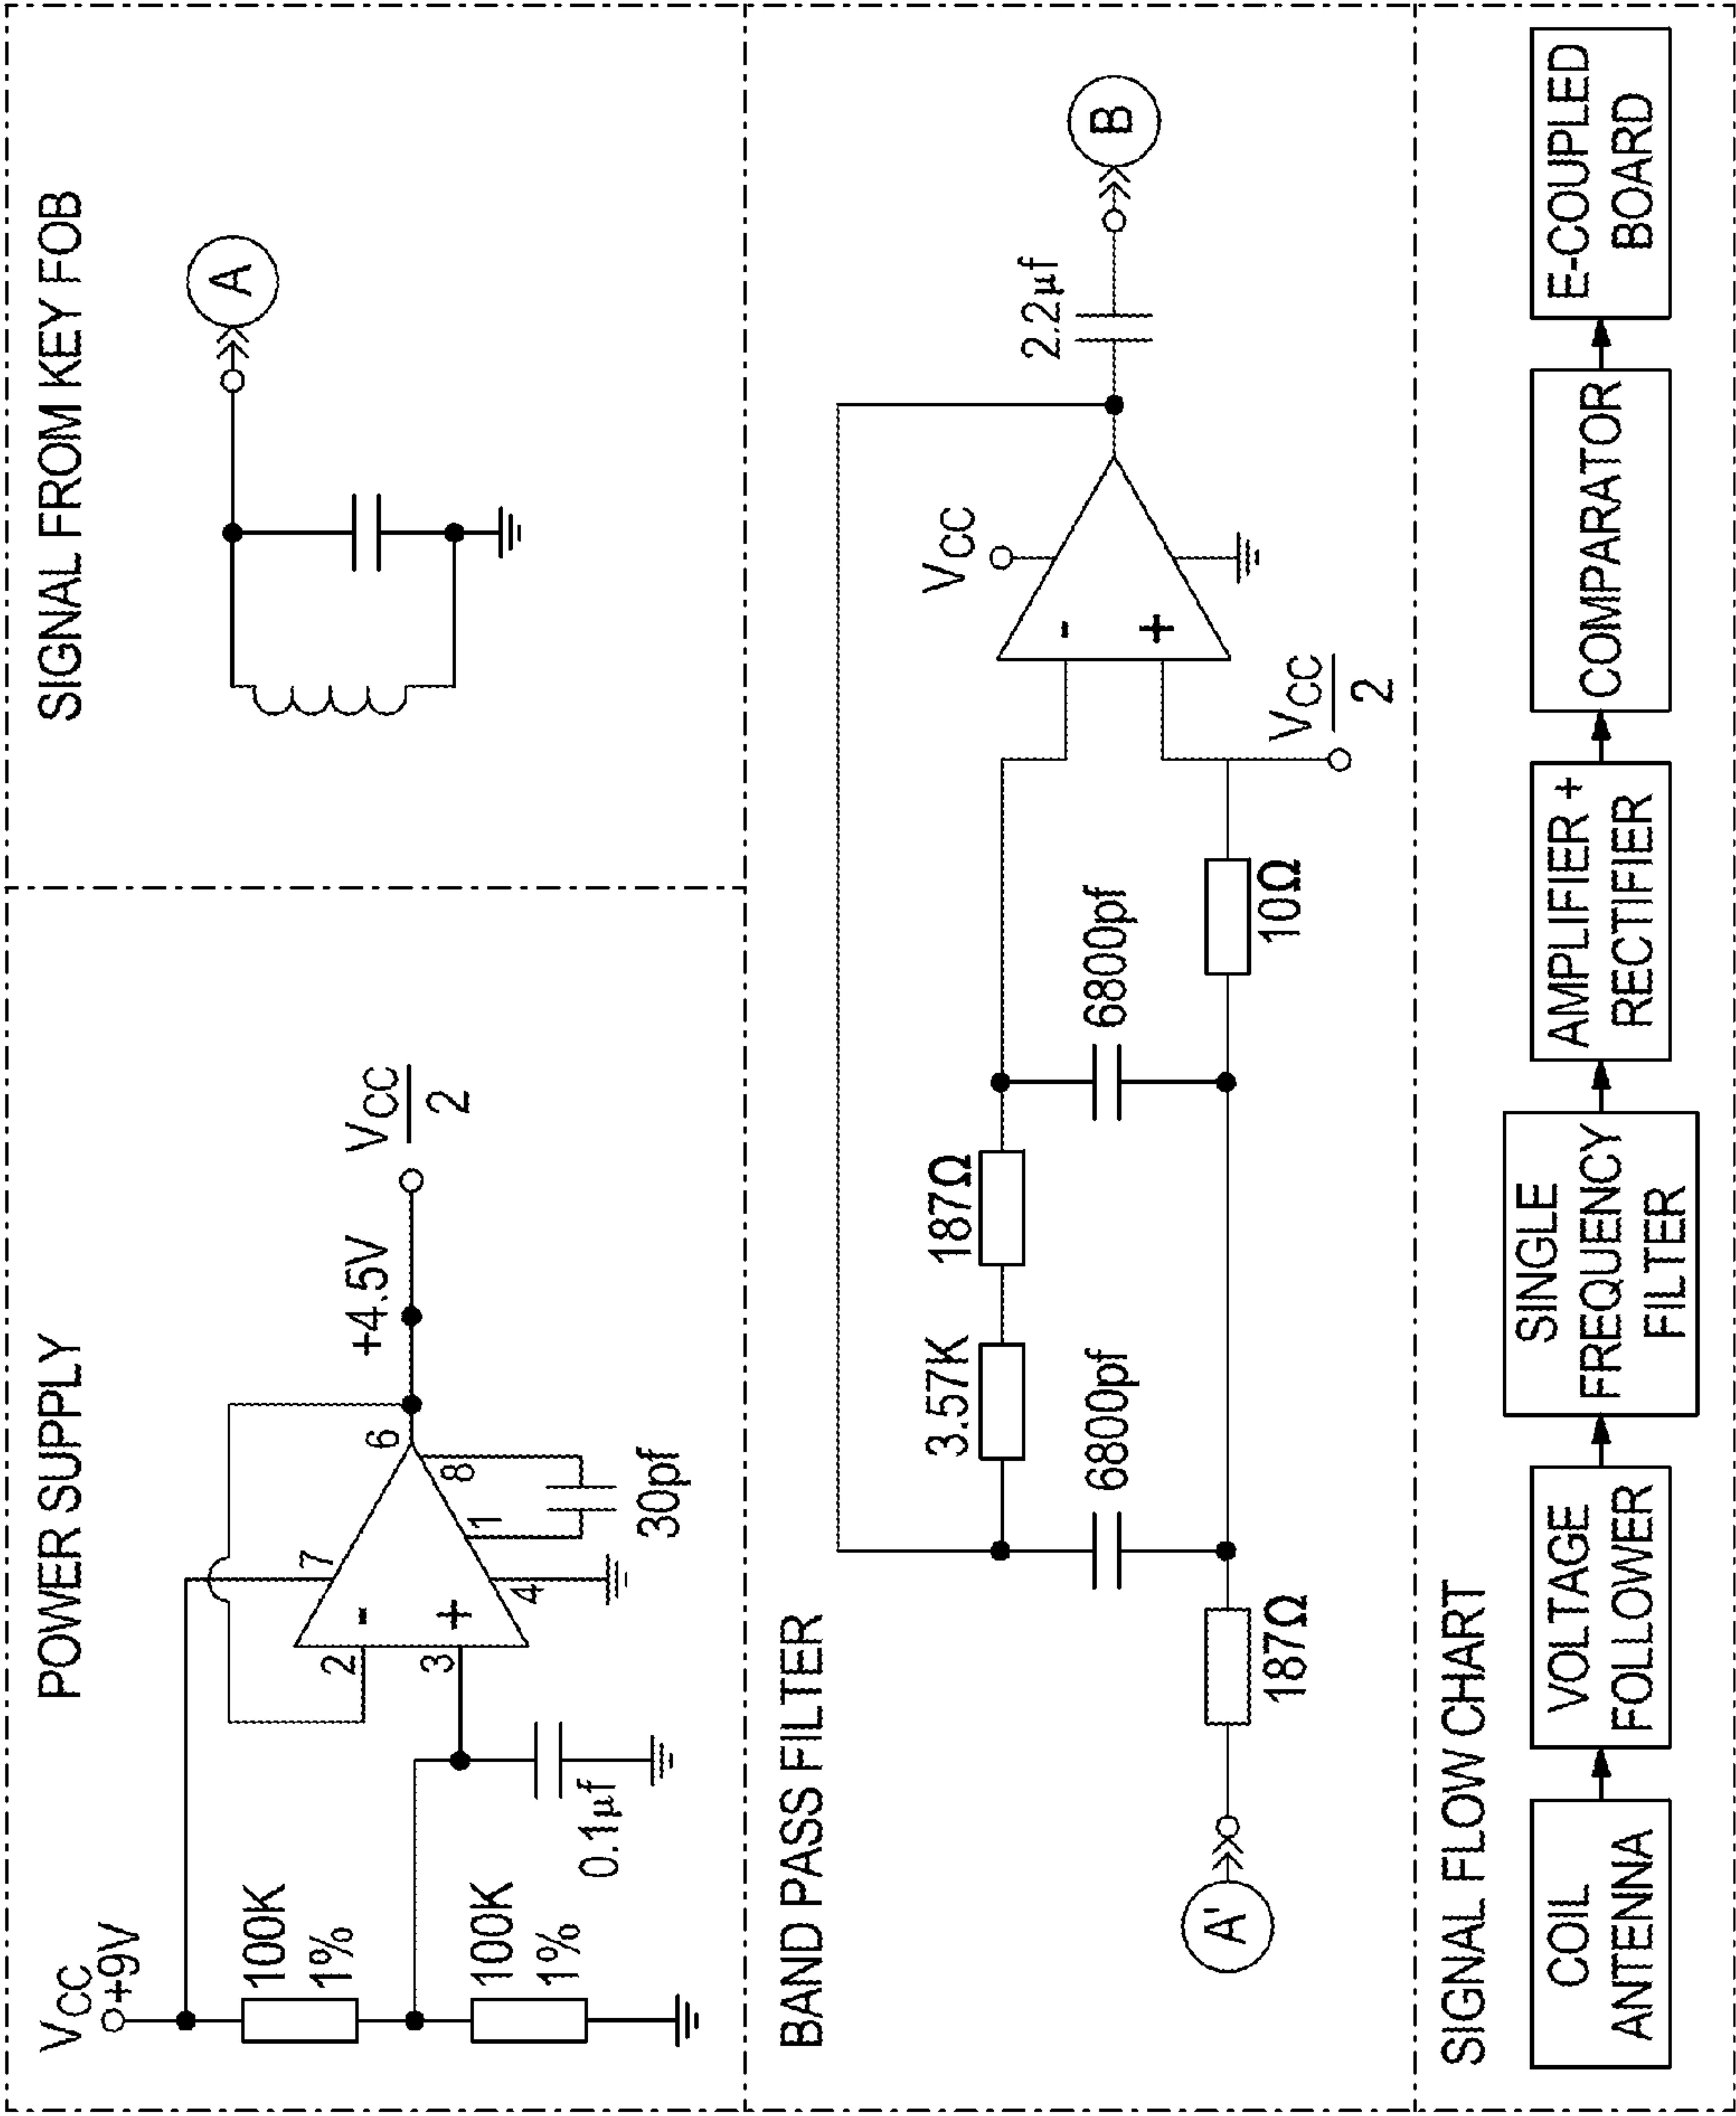 POWER SUPPLY
VCC
+9V
100K
1%
100K
1%
0.1µf
2
3
-
+
7
4
1
8
6
30pf
+4.5V
VCC
2
SIGNAL FROM KEY FOB
A
BAND PASS FILTER
A'
187Ω
6800pf
3.57K
187Ω
6800pf
10Ω
VCC
2
-
+
VCC
2.2µf
B
SIGNAL FLOW CHART
COIL
ANTENNA
VOLTAGE
FOLLOWER
SINGLE
FREQUENCY
FILTER
AMPLIFIER +
RECTIFIER
COMPARATOR
E-COUPLED
BOARD